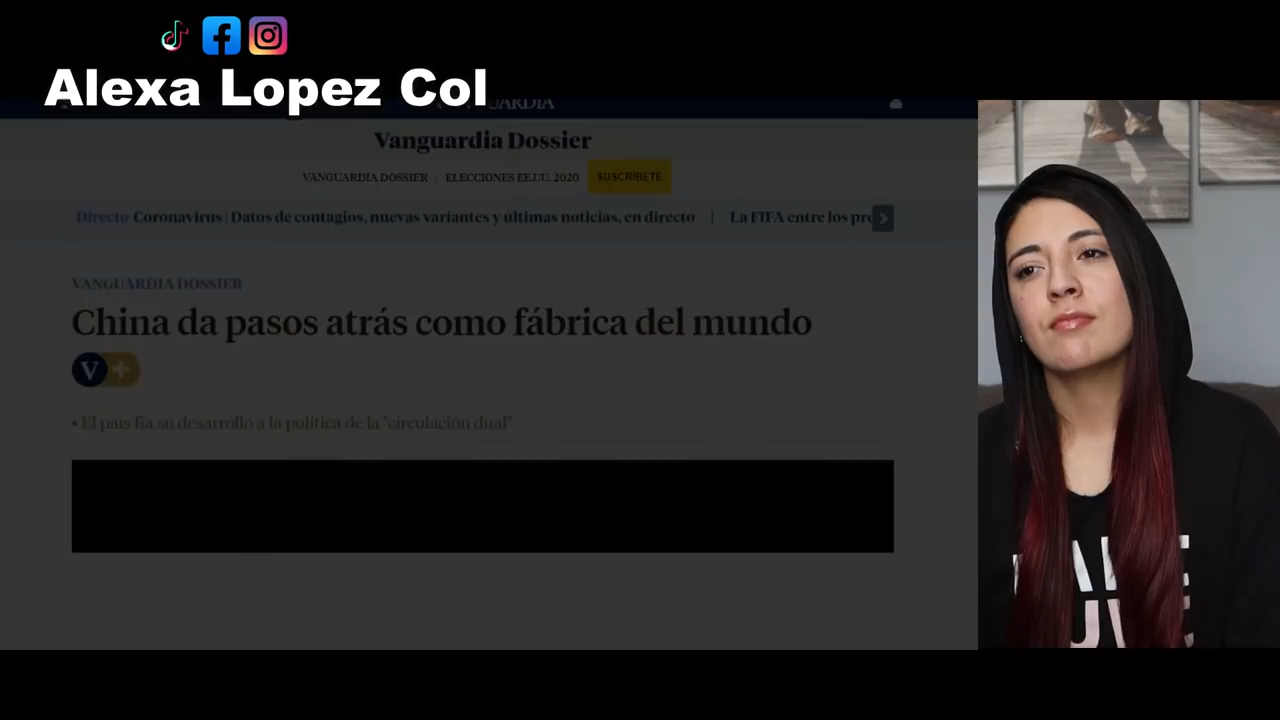 Alexa Lopez Col
Vanguardia Dossier
VANGUARDIA DOSSIER | ELECCIONES EE.UU. 2020 SUSCRÍBETE
Directo Coronavirus | Datos de contagios, nuevas variantes y últimas noticias, en directo | La FIFA entre los
VANGUARDIA DOSSIER
China da pasos atrás como fábrica del mundo
V+
• El país fía su desarrollo a la política de la "circulación dual"